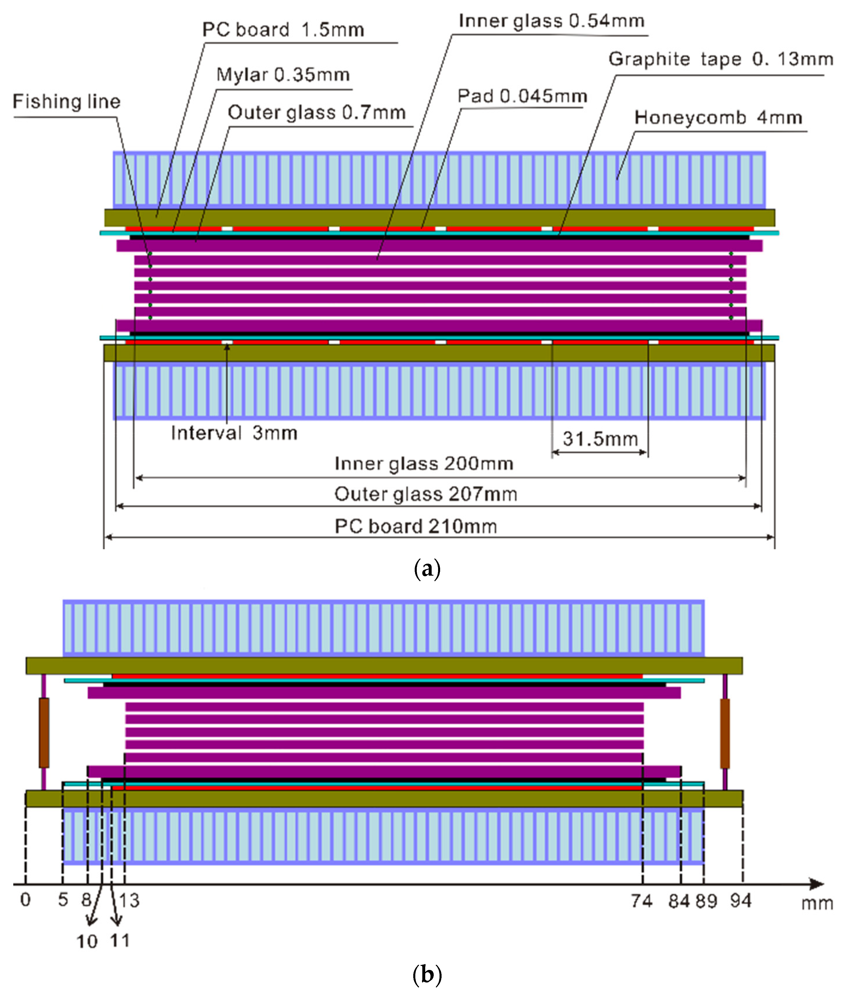 Inner glass 0.54mm
PC board 1.5mm
Graphite tape 0. 13mm
Mylar 0.35mm
Pad 0.045mm
Fishing line
Outer glass 0.7mm
Honeycomb 4mm
Interval 3mm
31.5mm
Inner glass 200mm
Outer glass 207mm
PC board 210mm
(a)
0 5 8 13 74 84 89 94 mm
10 11
(b)